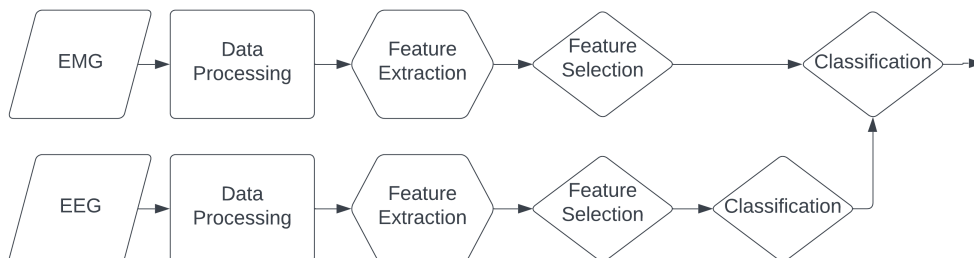 EMG
Data
Processing
Feature
Extraction
Feature
Selection
Classification
EEG
Data
Processing
Feature
Extraction
Feature
Selection
Classification